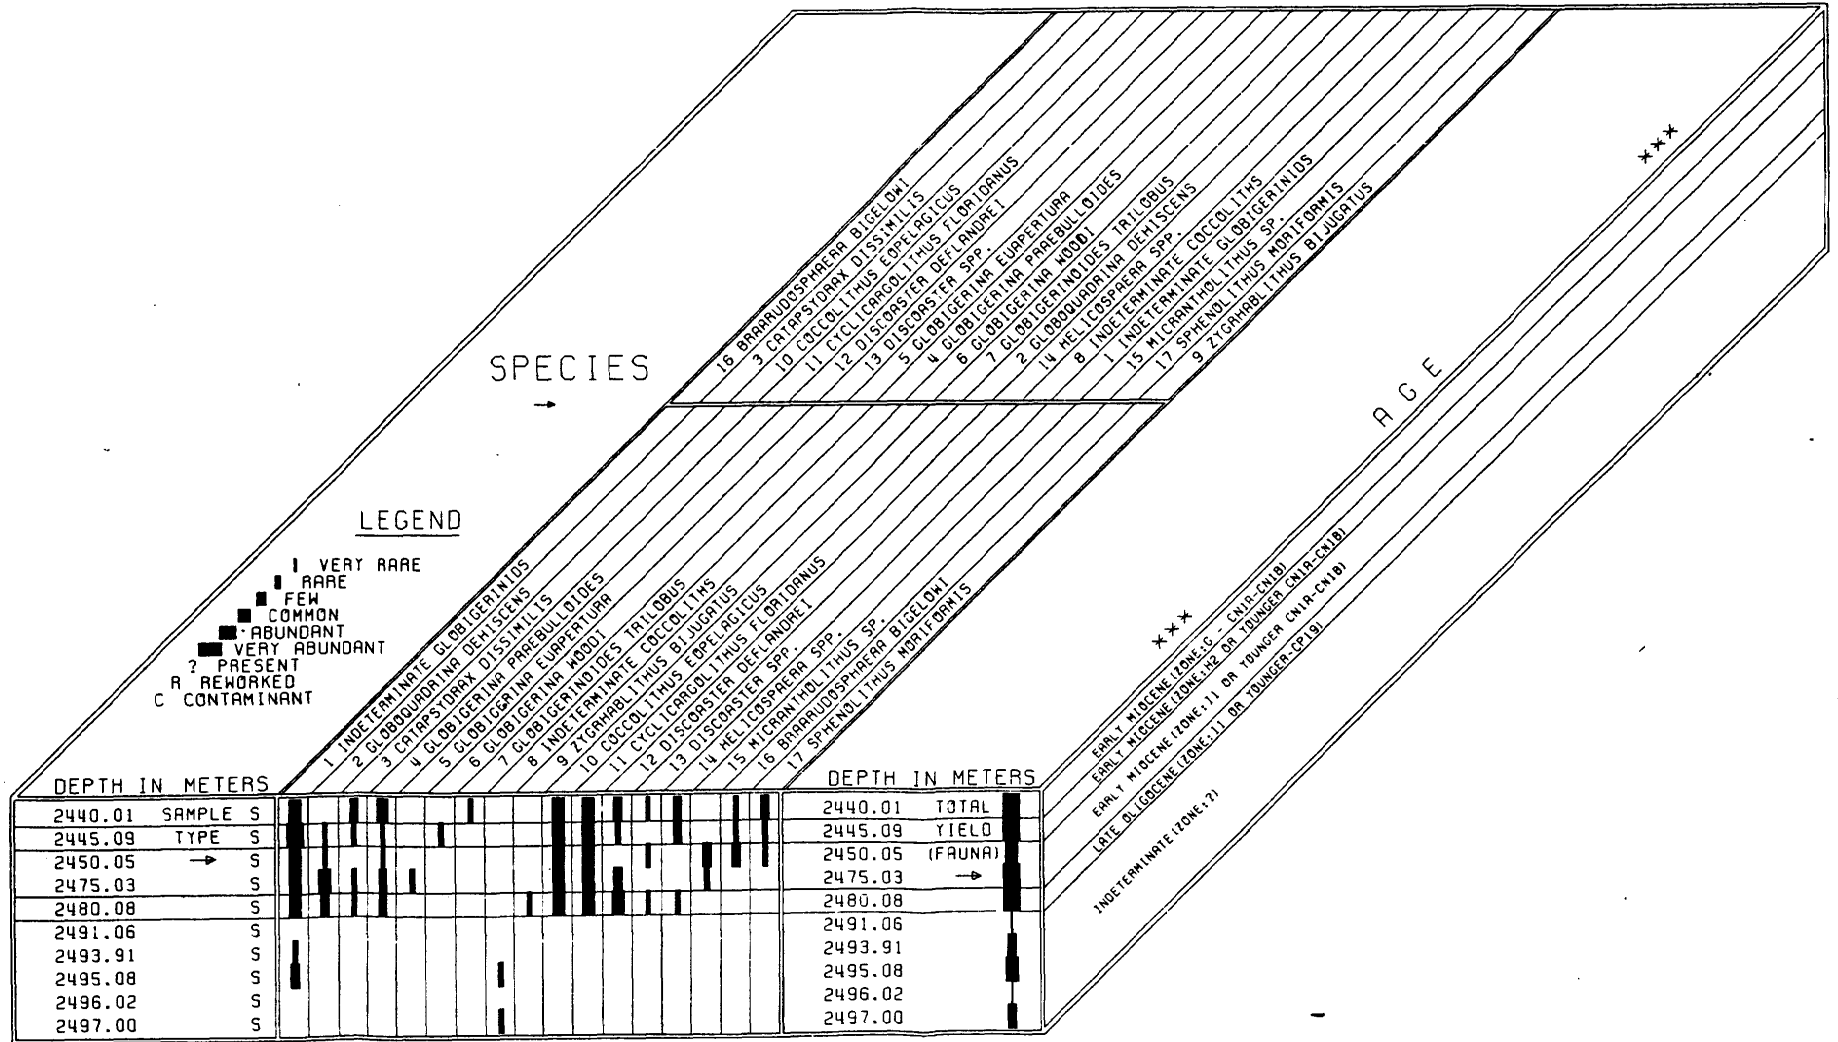 SPECIES
→
LEGEND
VERY RARE
RARE
FEW
COMMON
ABUNDANT
VERY ABUNDANT
? PRESENT
R REWORKED
C CONTAMINANT
16 BRAARUDOSPHAERA BIGELOWI
3 CATAPSYDRAX DISSIMILIS
10 COCCOLITHUS EOPELAGICUS
11 CYCLICARGOLITHUS FLORIDANUS
12 DISCOASTER DEFLANDREI
13 DISCOASTER SPP.
5 GLOBIGERINA EUAPERTURA
4 GLOBIGERINA PRAEBULLOIDES
6 GLOBIGERINA WOODI
7 GLOBIGERINOIDES TRILOBUS
2 GLOBOQUADRINA DEHISCENS
14 HELICOSPAERA SPP.
8 INDETERMINATE COCCOLITHS
1 INDETERMINATE GLOBIGERINIDS
15 MICRANTHOLITHUS SP.
17 SPHENOLITHUS MORIFORMIS
9 ZYGRHABLITHUS BIJUGATUS
1 INDETERMINATE GLOBIGERINIDS
2 GLOBOQUADRINA DEHISCENS
3 CATAPSYDRAX DISSIMILIS
4 GLOBIGERINA PRAEBULLOIDES
5 GLOBIGGRINA EUAPERTURA
6 GLOBIGERINA WOODI
7 GLOBIGERINOIDES TRILOBUS
8 INDETERMINATE COCCOLITHS
9 ZYGRHABLITHUS BIJUGATUS
10 COCCOLITHUS EOPELAGICUS
11 CYCLICARGOLITHUS FLORIDANUS
12 DISCOASTER DEFLANDREI
13 DISCOASTER SPP.
14 HELICOSPAERA SPP.
15 MICRANTHOLITHUS SP.
16 BRAARUDOSPHAERA BIGELOWI
17 SPHENOLITHUS MORIFORMIS
***
AGE
***
EARLY MIOCENE(ZONE:G - CN1A-CN1B)
EARLY MIOCENE(ZONE:H2 OR YOUNGER CN1A-CN1B)
EARLY MIOCENE(ZONE:I1 OR YOUNGER CN1A-CN1B)
LATE OLIGOCENE(ZONE:I1 OR YOUNGER-CP19)
INDETERMINATE(ZONE:?)
DEPTH IN METERS
2440.01 SAMPLE S
2445.09 TYPE S
2450.05 → S
2475.03 S
2480.08 S
2491.06 S
2493.91 S
2495.08 S
2496.02 S
2497.00 S
DEPTH IN METERS
2440.01 TOTAL
2445.09 YIELD
2450.05 (FAUNA)
2475.03 →
2480.08
2491.06
2493.91
2495.08
2496.02
2497.00